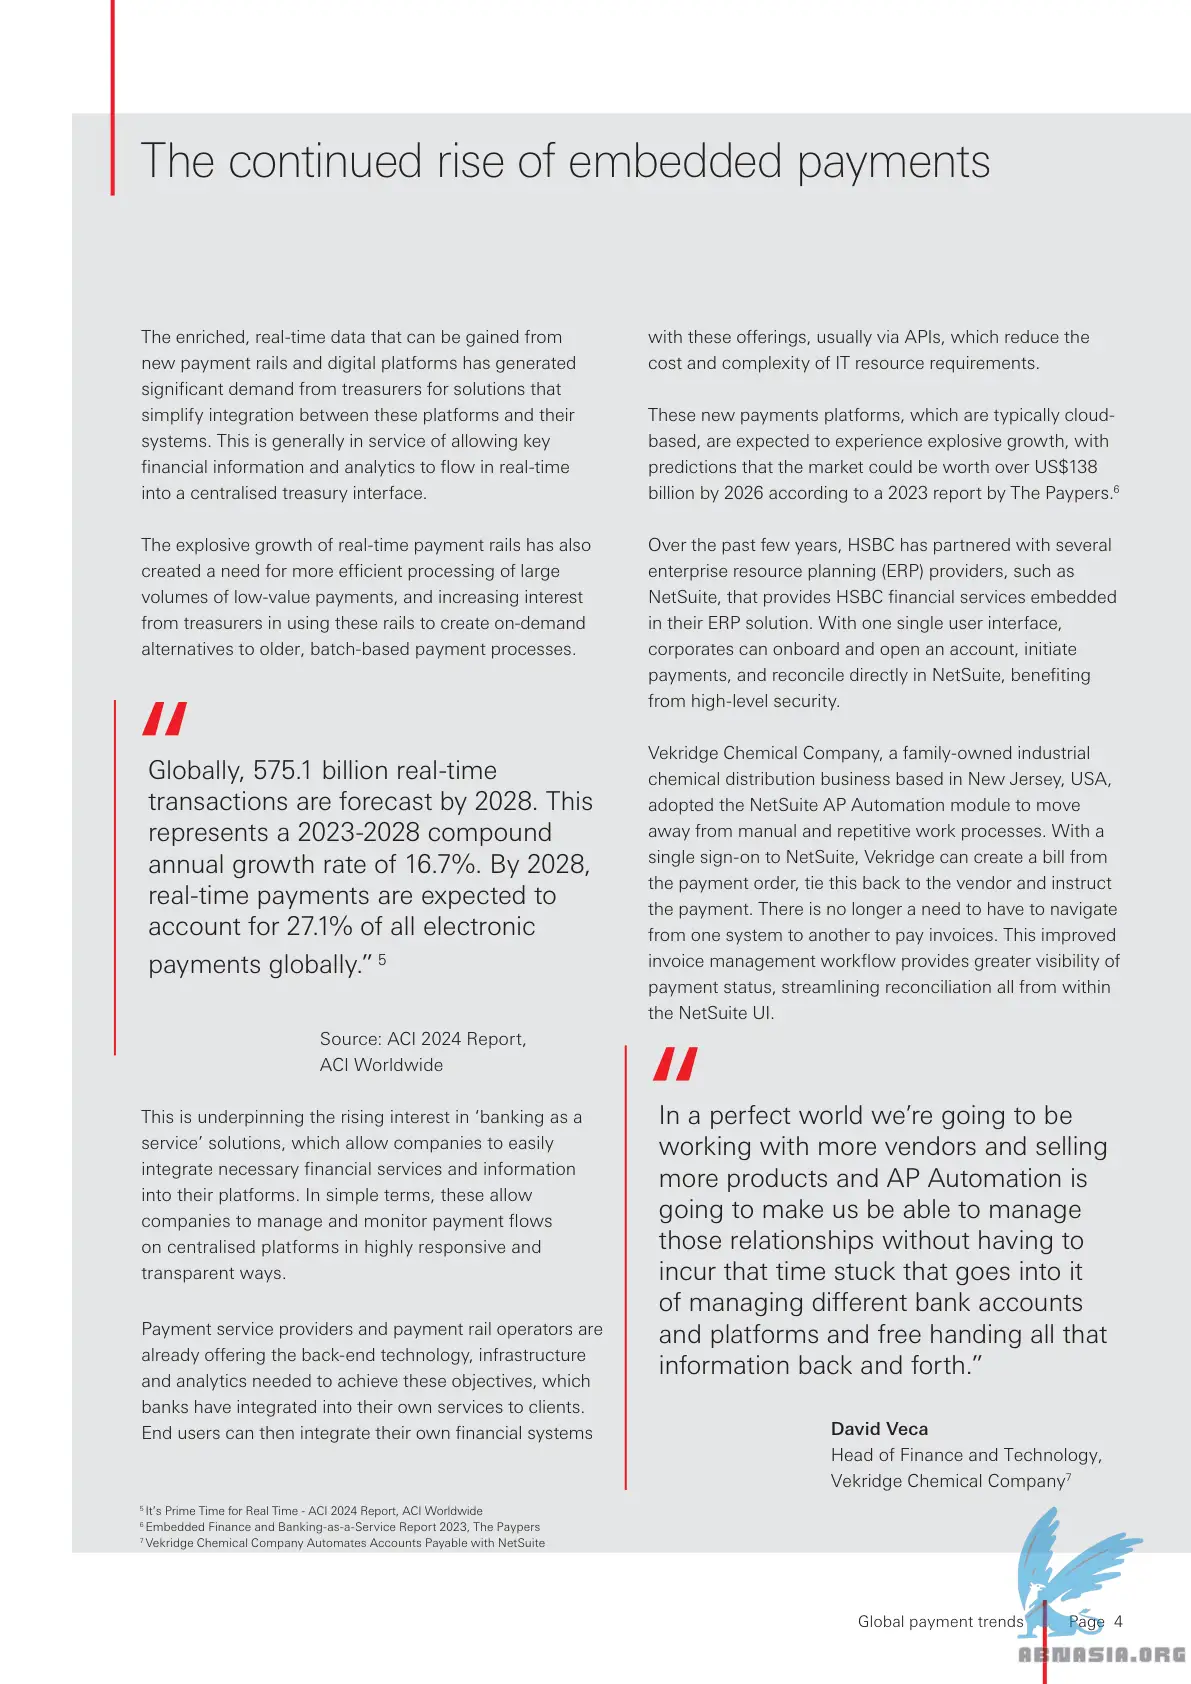 The continued rise of embedded payments
The enriched, real-time data that can be gained from
new payment rails and digital platforms has generated
significant demand from treasurers for solutions that
simplify integration between these platforms and their
systems. This is generally in service of allowing key
financial information and analytics to flow in real-time
into a centralised treasury interface.
The explosive growth of real-time payment rails has also
created a need for more efficient processing of large
volumes of low-value payments, and increasing interest
from treasurers in using these rails to create on-demand
alternatives to older, batch-based payment processes.
“
Globally, 575.1 billion real-time
transactions are forecast by 2028. This
represents a 2023-2028 compound
annual growth rate of 16.7%. By 2028,
real-time payments are expected to
account for 27.1% of all electronic
payments globally.” 5
Source: ACI 2024 Report,
ACI Worldwide
This is underpinning the rising interest in ‘banking as a
service’ solutions, which allow companies to easily
integrate necessary financial services and information
into their platforms. In simple terms, these allow
companies to manage and monitor payment flows
on centralised platforms in highly responsive and
transparent ways.
Payment service providers and payment rail operators are
already offering the back-end technology, infrastructure
and analytics needed to achieve these objectives, which
banks have integrated into their own services to clients.
End users can then integrate their own financial systems
with these offerings, usually via APIs, which reduce the
cost and complexity of IT resource requirements.
These new payments platforms, which are typically cloud-
based, are expected to experience explosive growth, with
predictions that the market could be worth over US$138
billion by 2026 according to a 2023 report by The Paypers.6
Over the past few years, HSBC has partnered with several
enterprise resource planning (ERP) providers, such as
NetSuite, that provides HSBC financial services embedded
in their ERP solution. With one single user interface,
corporates can onboard and open an account, initiate
payments, and reconcile directly in NetSuite, benefiting
from high-level security.
Vekridge Chemical Company, a family-owned industrial
chemical distribution business based in New Jersey, USA,
adopted the NetSuite AP Automation module to move
away from manual and repetitive work processes. With a
single sign-on to NetSuite, Vekridge can create a bill from
the payment order, tie this back to the vendor and instruct
the payment. There is no longer a need to have to navigate
from one system to another to pay invoices. This improved
invoice management workflow provides greater visibility of
payment status, streamlining reconciliation all from within
the NetSuite UI.
“
In a perfect world we’re going to be
working with more vendors and selling
more products and AP Automation is
going to make us be able to manage
those relationships without having to
incur that time stuck that goes into it
of managing different bank accounts
and platforms and free handing all that
information back and forth.”
David Veca
Head of Finance and Technology,
Vekridge Chemical Company7
5 It’s Prime Time for Real Time - ACI 2024 Report, ACI Worldwide
6 Embedded Finance and Banking-as-a-Service Report 2023, The Paypers
7 Vekridge Chemical Company Automates Accounts Payable with NetSuite
Global payment trends Page 4
ABNASIA.ORG